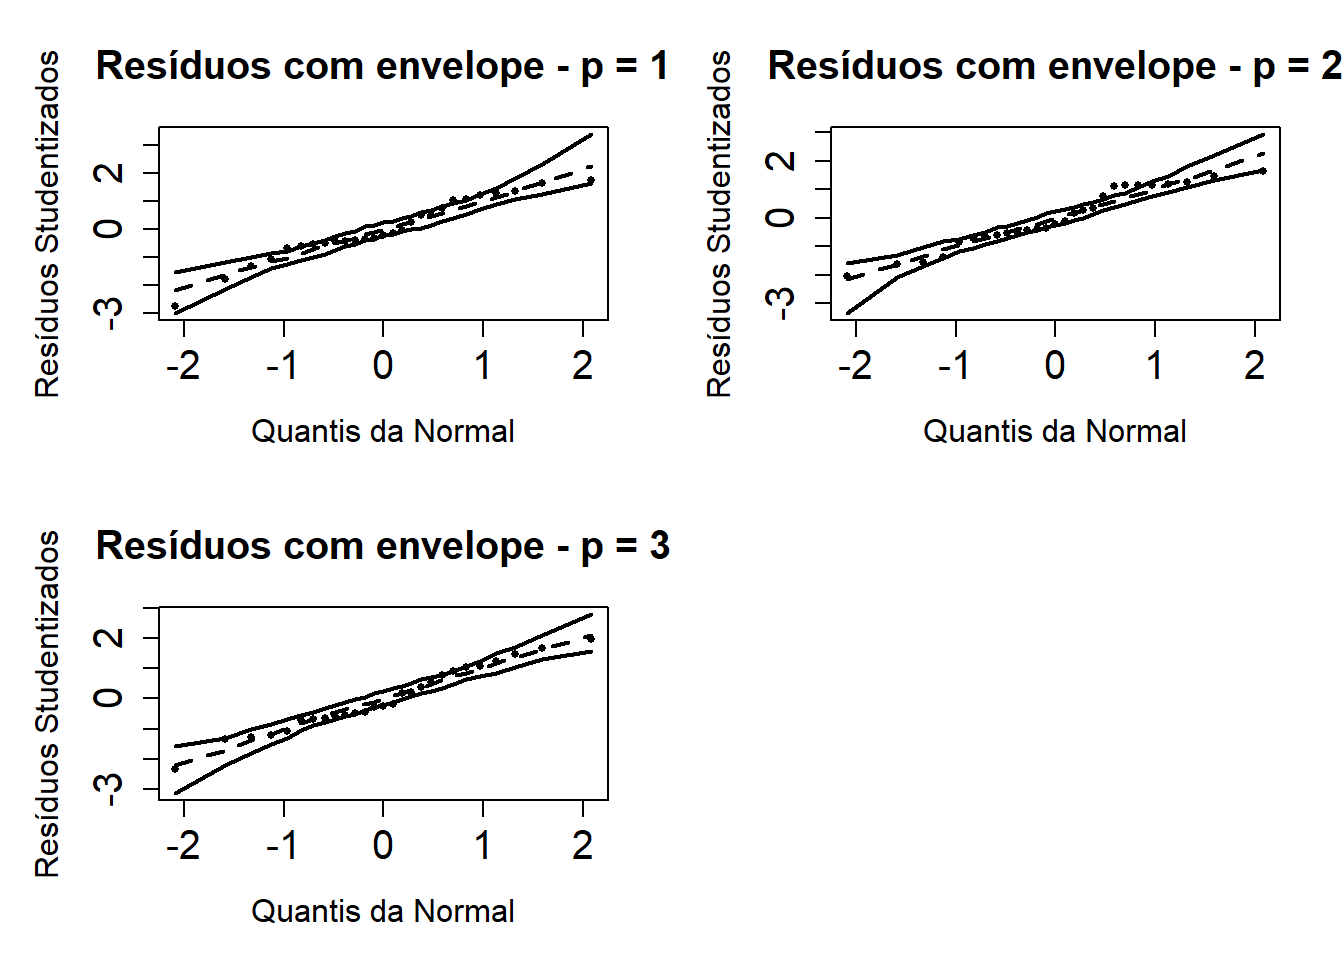 Resíduos com envelope - p = 1
Resíduos Studentizados
2
0
-3
-2 -1 0 1 2
Quantis da Normal
Resíduos com envelope - p = 2
Resíduos Studentizados
2
0
-3
-2 -1 0 1 2
Quantis da Normal
Resíduos com envelope - p = 3
Resíduos Studentizados
2
0
-3
-2 -1 0 1 2
Quantis da Normal